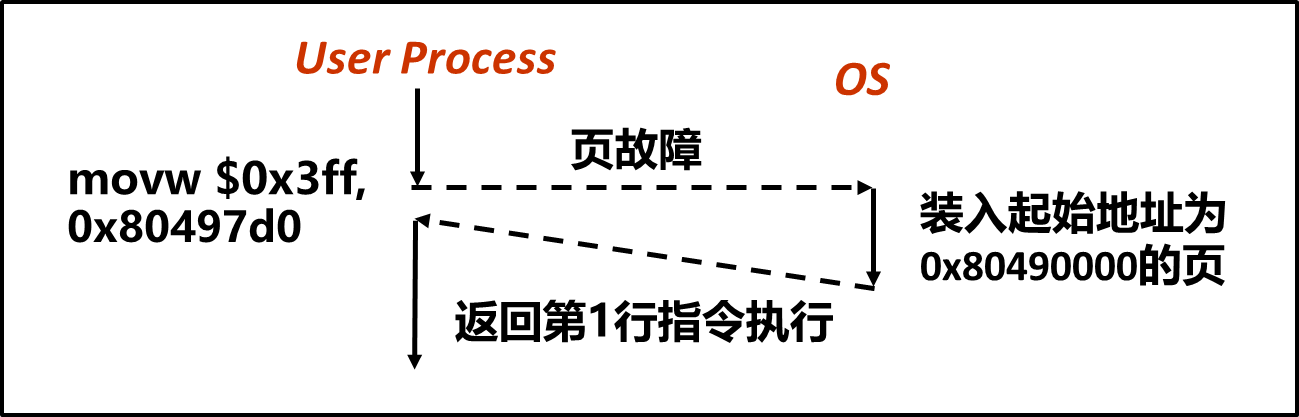 User Process
OS
页故障
movw $0x3ff,
0x80497d0
装入起始地址为
0x80490000的页
返回第1行指令执行